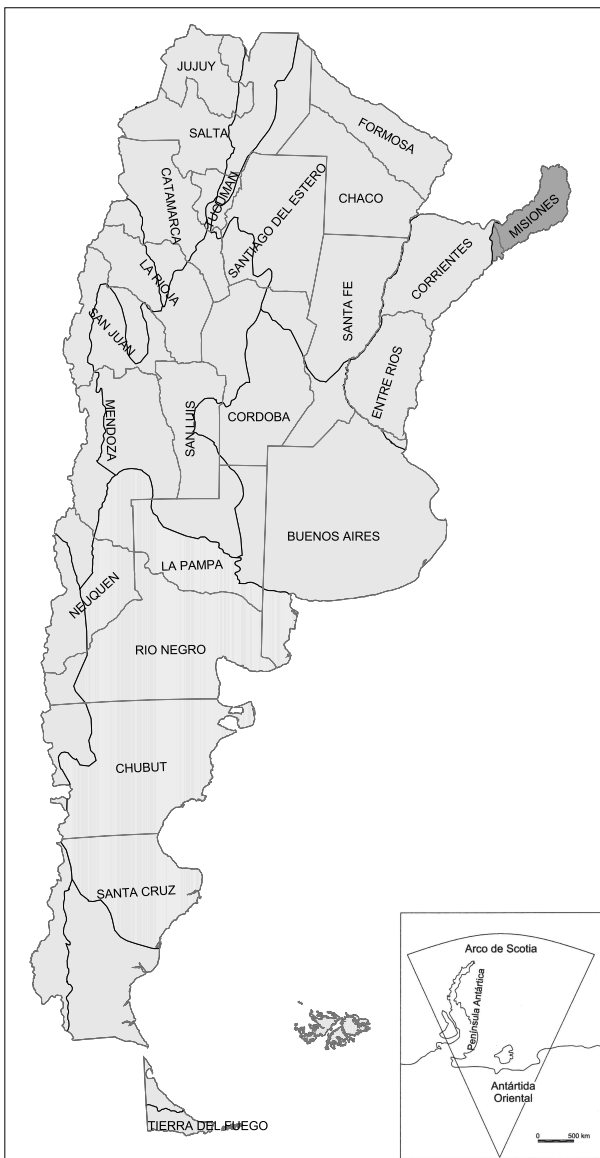 JUJUY
SALTA
FORMOSA
CATAMARCA
TUCUMAN
SANTIAGO DEL ESTERO
CHACO
MISIONES
CORRIENTES
LA RIOJA
SANTA FE
SAN JUAN
ENTRE RIOS
MENDOZA
SAN LUIS
CORDOBA
BUENOS AIRES
LA PAMPA
NEUQUEN
RIO NEGRO
CHUBUT
SANTA CRUZ
TIERRA DEL FUEGO
Arco de Scotia
Península Antártica
Antártida
Oriental
0 500 km